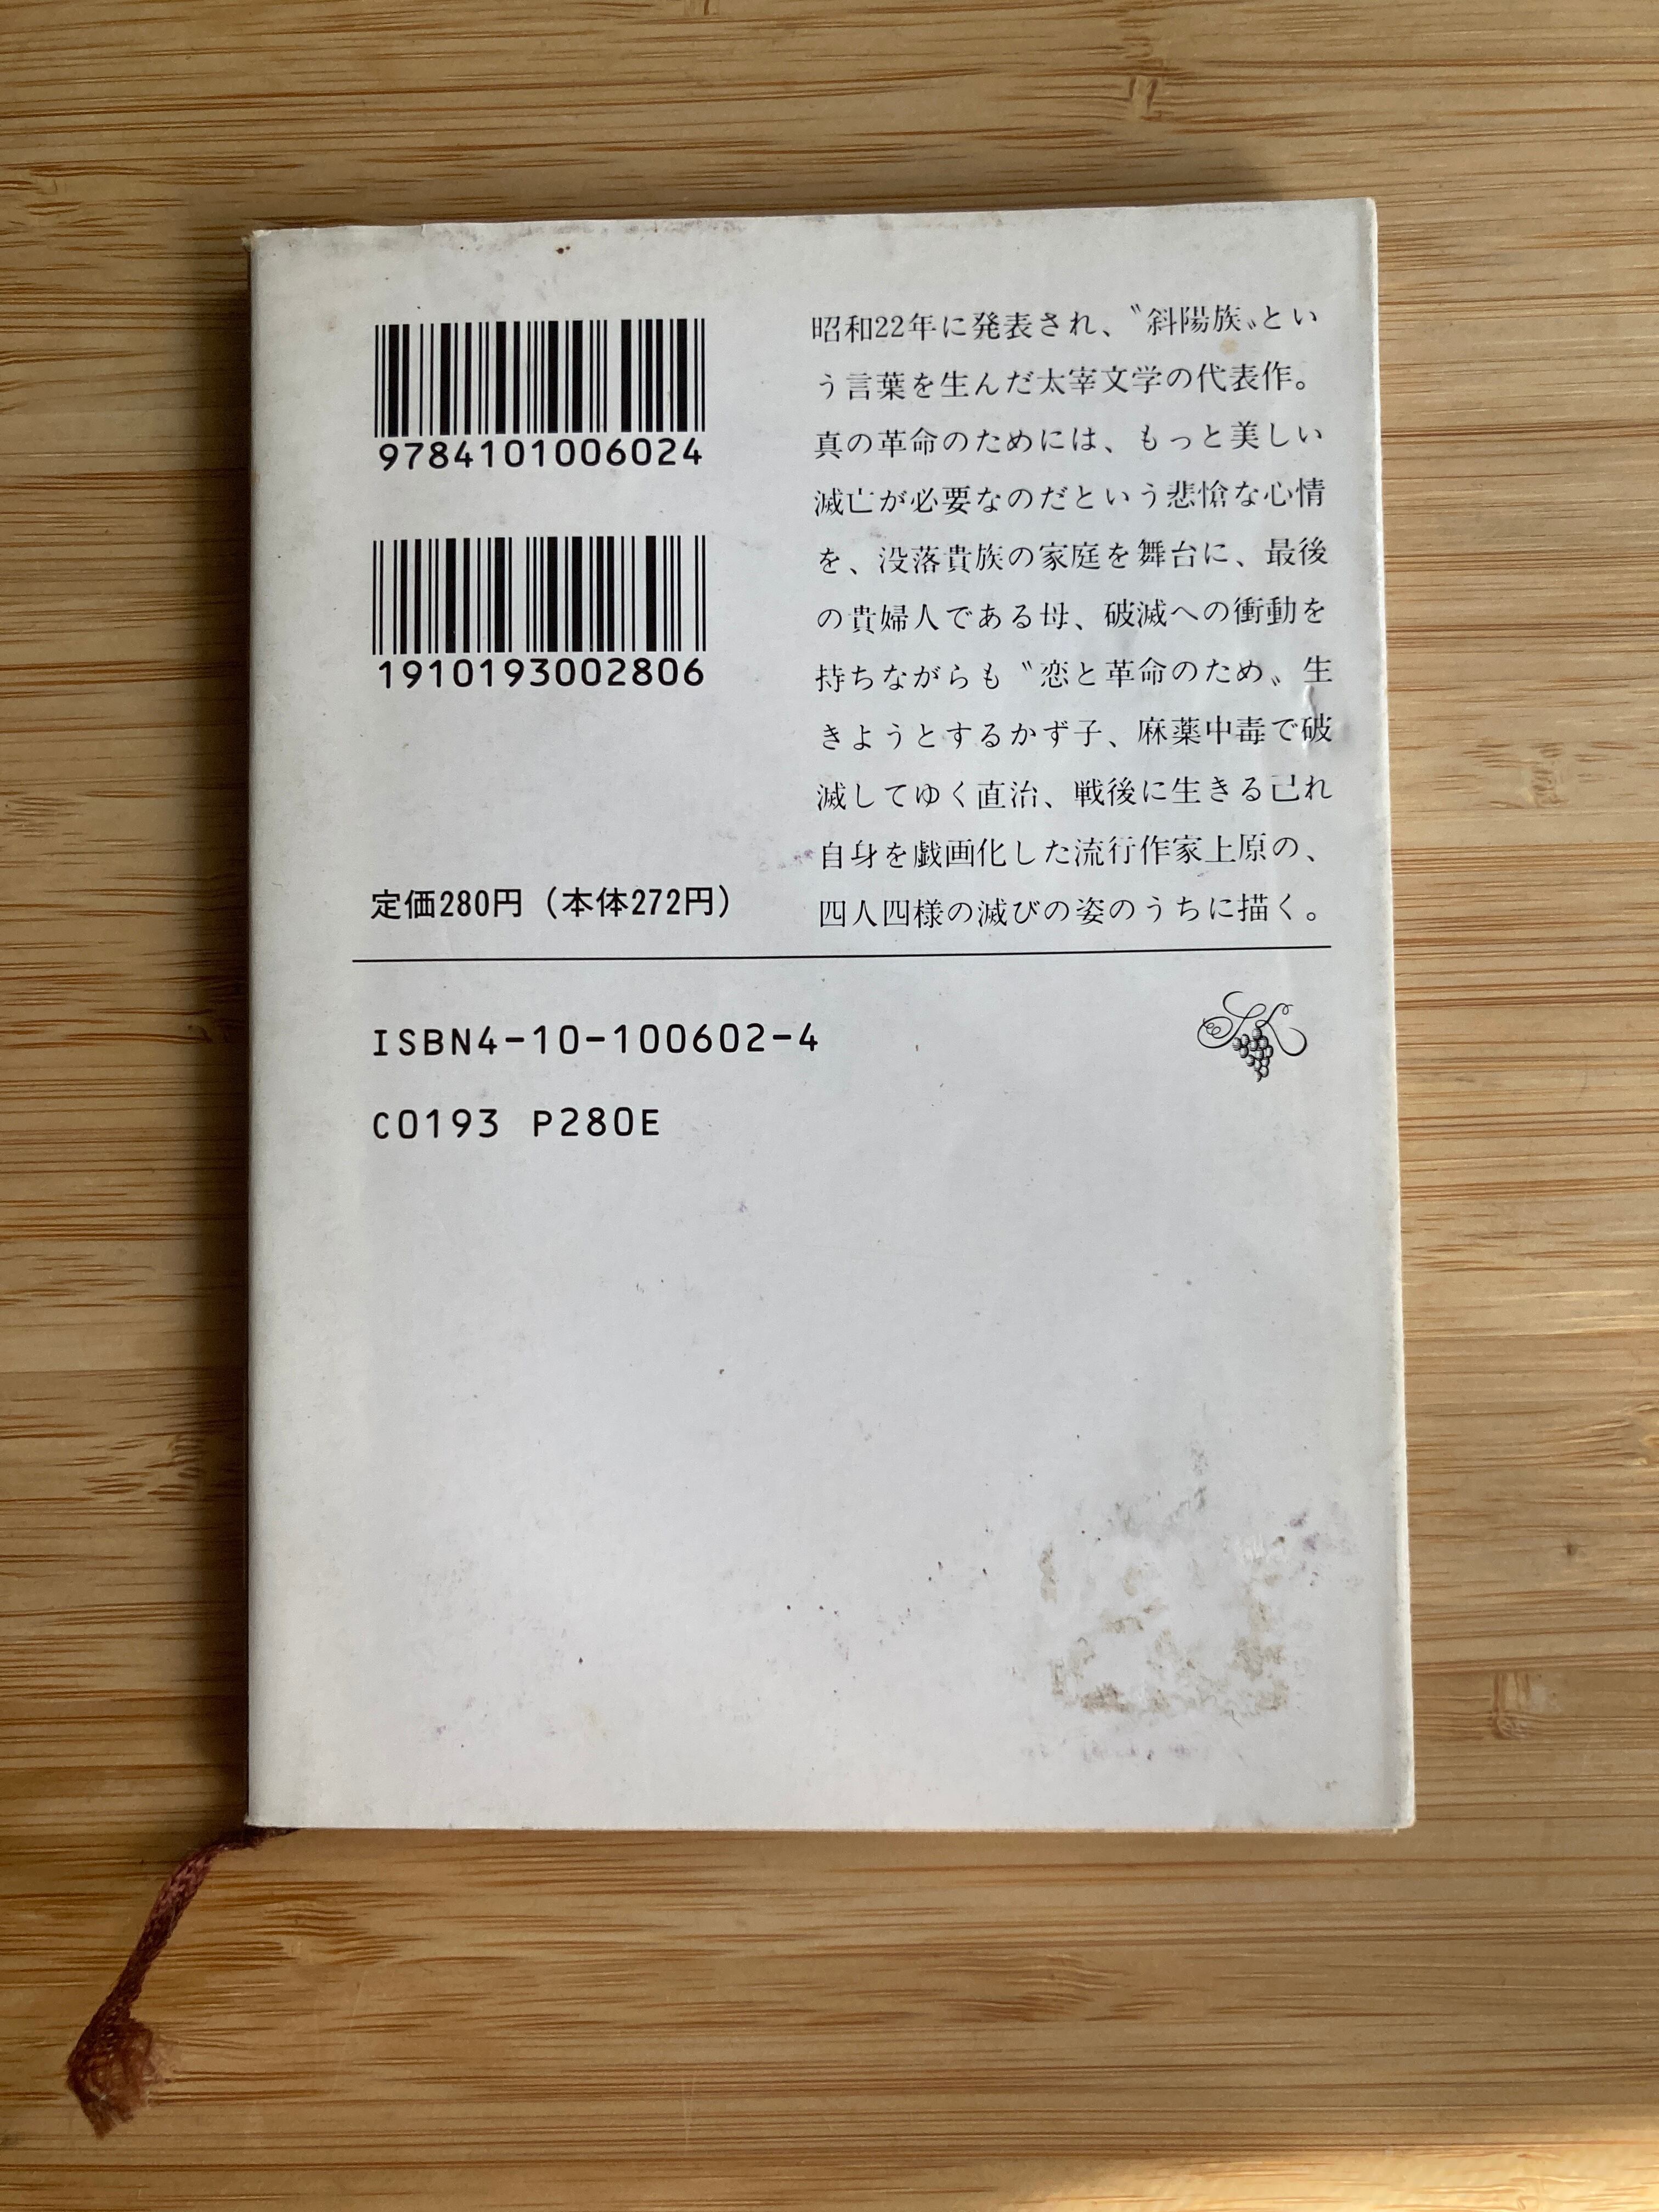 9784101006024
1910193002806
定価280円（本体272円）
昭和22年に発表され、〝斜陽族〟とい
う言葉を生んだ太宰文学の代表作。
真の革命のためには、もっと美しい
滅亡が必要なのだという悲愴な心情
を、没落貴族の家庭を舞台に、最後
の貴婦人である母、破滅への衝動を
持ちながらも〝恋と革命のため〟生
きようとするかず子、麻薬中毒で破
滅してゆく直治、戦後に生きる己れ
自身を戯画化した流行作家上原の、
四人四様の滅びの姿のうちに描く。
ISBN4-10-100602-4
C0193 P280E